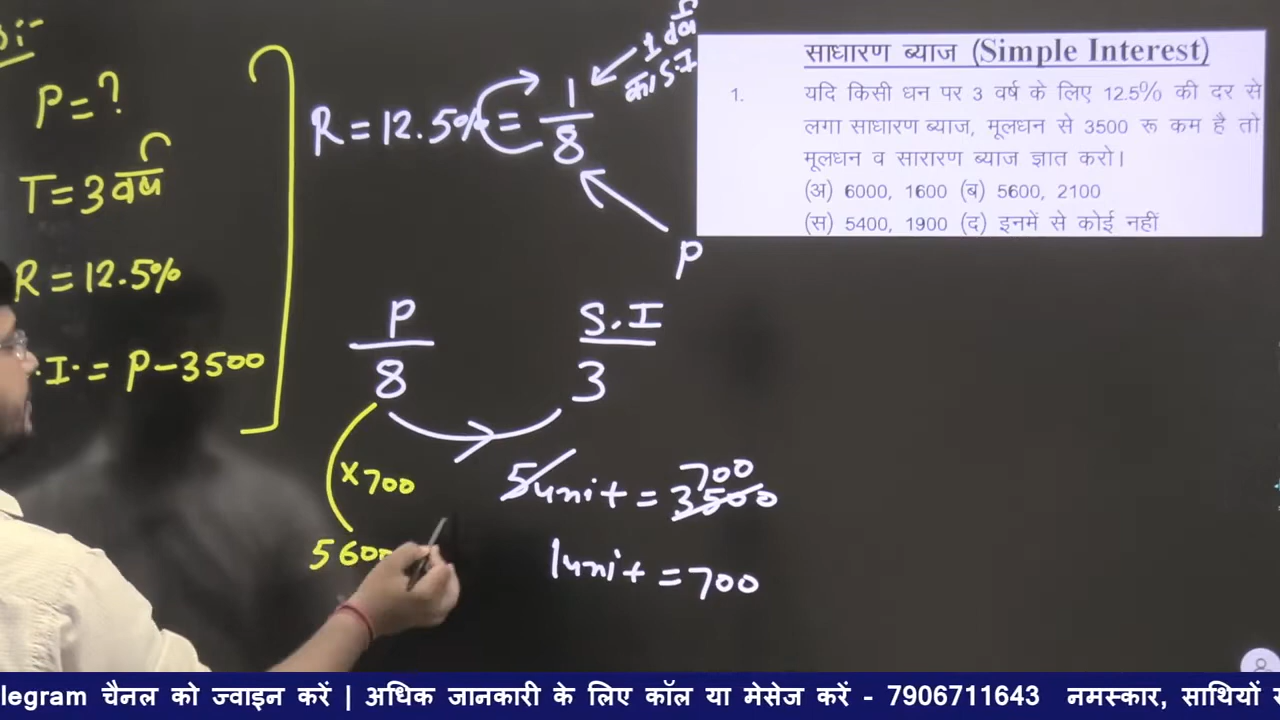 P = ?
T = 3 वर्ष
R = 12.5%
.I. = P - 3500
R = 12.5% = 1/8
1 वर्ष
का S.I
P
P S.I
8 3
×700
5600
5 unit = 3500
700
1 unit = 700
साधारण ब्याज (Simple Interest)
1. यदि किसी धन पर 3 वर्ष के लिए 12.5% की दर से
लगा साधारण ब्याज, मूलधन से 3500 रू कम है तो
मूलधन व सारारण ब्याज ज्ञात करो।
(अ) 6000, 1600 (ब) 5600, 2100
(स) 5400, 1900 (द) इनमें से कोई नहीं
legram चैनल को ज्वाइन करें | अधिक जानकारी के लिए कॉल या मेसेज करें - 7906711643 नमस्कार, साथियों